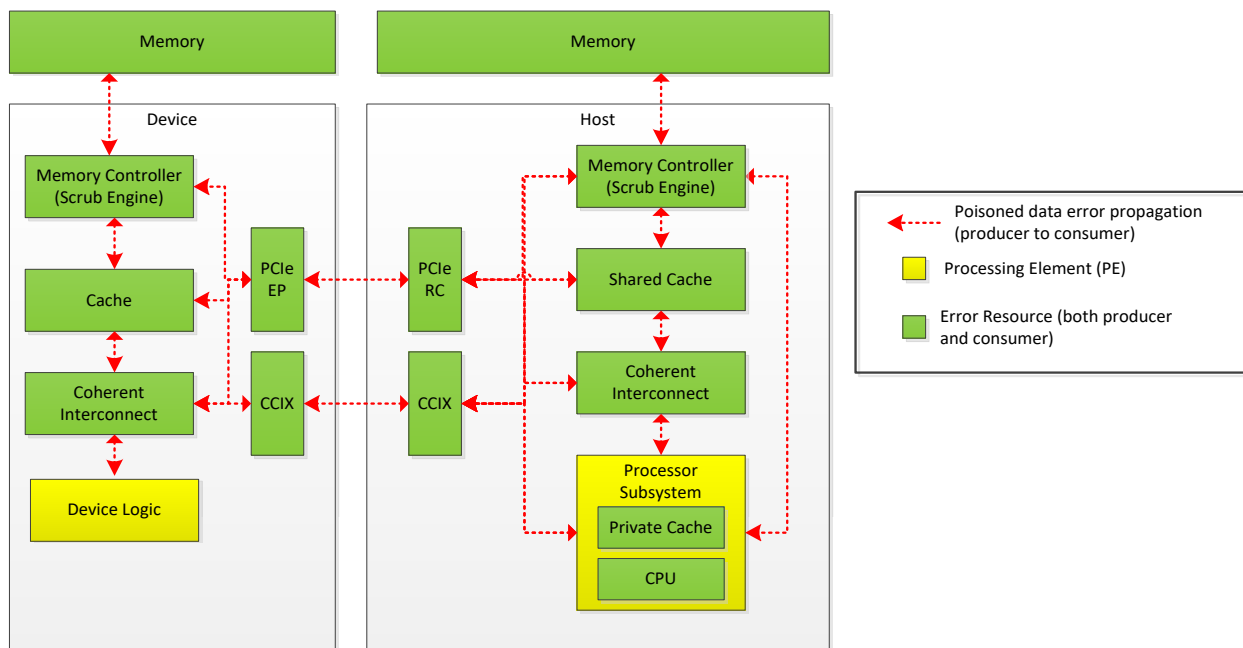 Memory
Memory
Device
Host
Memory Controller
(Scrub Engine)
Memory Controller
(Scrub Engine)
Cache
PCIe
EP
PCIe
RC
Shared Cache
Coherent
Interconnect
CCIX
CCIX
Coherent
Interconnect
Device Logic
Processor
Subsystem
Private Cache
CPU
Poisoned data error propagation
(producer to consumer)
Processing Element (PE)
Error Resource (both producer
and consumer)